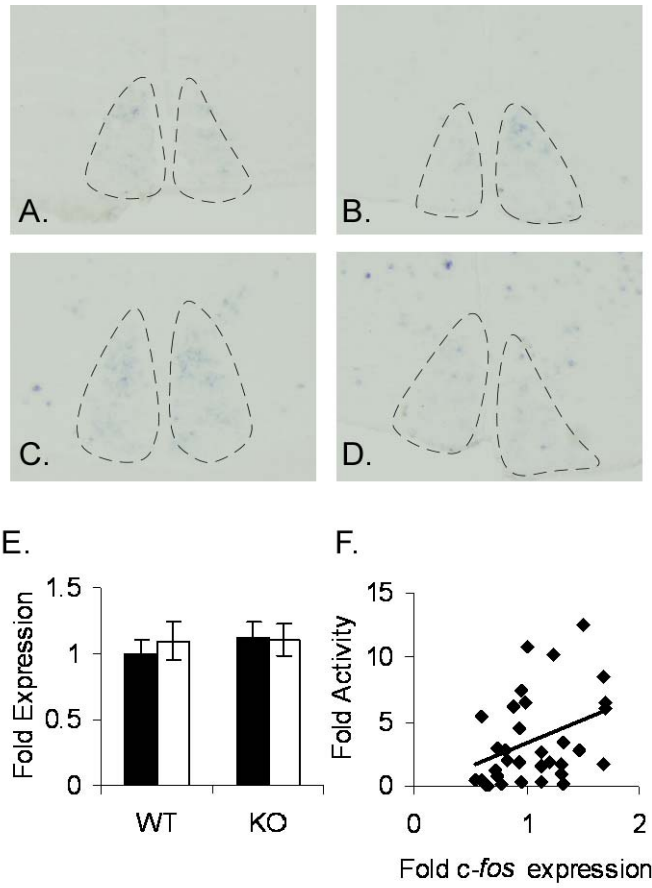 A.
B.
C.
D.
E.
F.
Fold Expression
1.5
1
0.5
0
WT
KO
Fold Activity
15
10
5
0
0
1
2
Fold c-fos expression